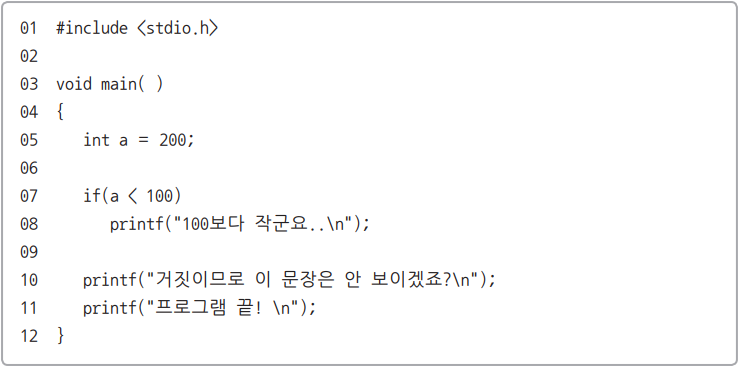 01 #include <stdio.h>
02
03 void main( )
04 {
05    int a = 200;
06
07    if(a < 100)
08       printf("100보다 작군요..\n");
09
10    printf("거짓이므로 이 문장은 안 보이겠죠?\n");
11    printf("프로그램 끝! \n");
12 }